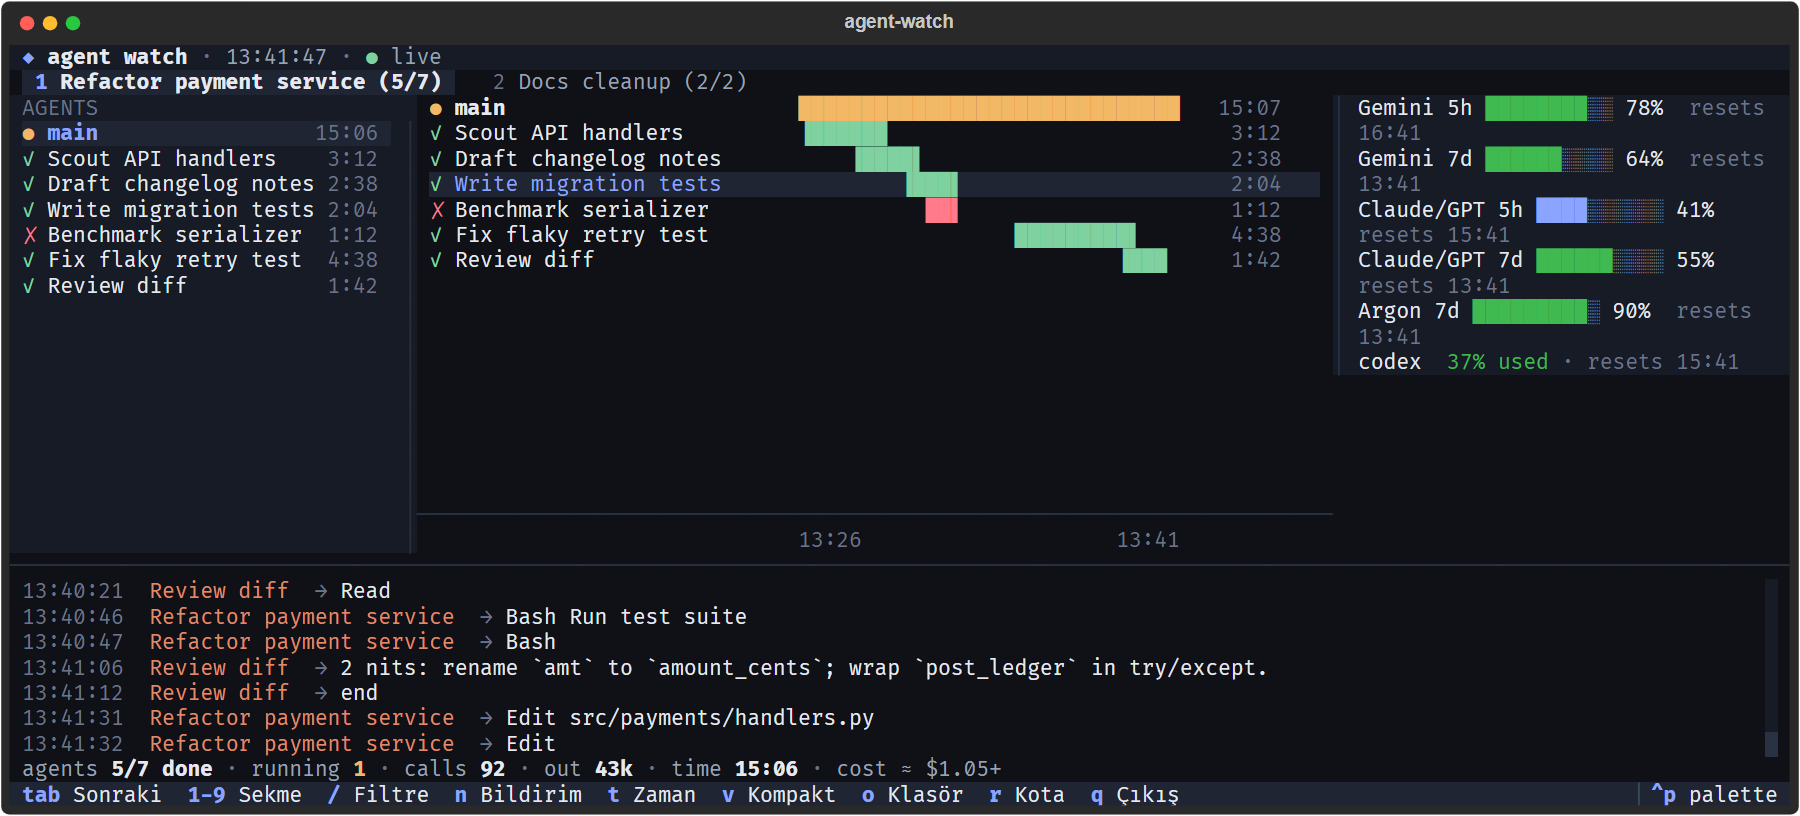 agent-watch
◆ agent watch · 13:41:47 · ● live
1 Refactor payment service (5/7)   2 Docs cleanup (2/2)
AGENTS
● main 15:06
✓ Scout API handlers 3:12
✓ Draft changelog notes 2:38
✓ Write migration tests 2:04
✗ Benchmark serializer 1:12
✓ Fix flaky retry test 4:38
✓ Review diff 1:42
● main 15:07
✓ Scout API handlers 3:12
✓ Draft changelog notes 2:38
✓ Write migration tests 2:04
✗ Benchmark serializer 1:12
✓ Fix flaky retry test 4:38
✓ Review diff 1:42
13:26 13:41
Gemini 5h 78% resets
16:41
Gemini 7d 64% resets
13:41
Claude/GPT 5h 41%
resets 15:41
Claude/GPT 7d 55%
resets 13:41
Argon 7d 90% resets
13:41
codex 37% used · resets 15:41
13:40:21 Review diff → Read
13:40:46 Refactor payment service → Bash Run test suite
13:40:47 Refactor payment service → Bash
13:41:06 Review diff → 2 nits: rename `amt` to `amount_cents`; wrap `post_ledger` in try/except.
13:41:12 Review diff → end
13:41:31 Refactor payment service → Edit src/payments/handlers.py
13:41:32 Refactor payment service → Edit
agents 5/7 done · running 1 · calls 92 · out 43k · time 15:06 · cost ≈ $1.05+
tab Sonraki 1-9 Sekme / Filtre n Bildirim t Zaman v Kompakt o Klasör r Kota q Çıkış ^p palette